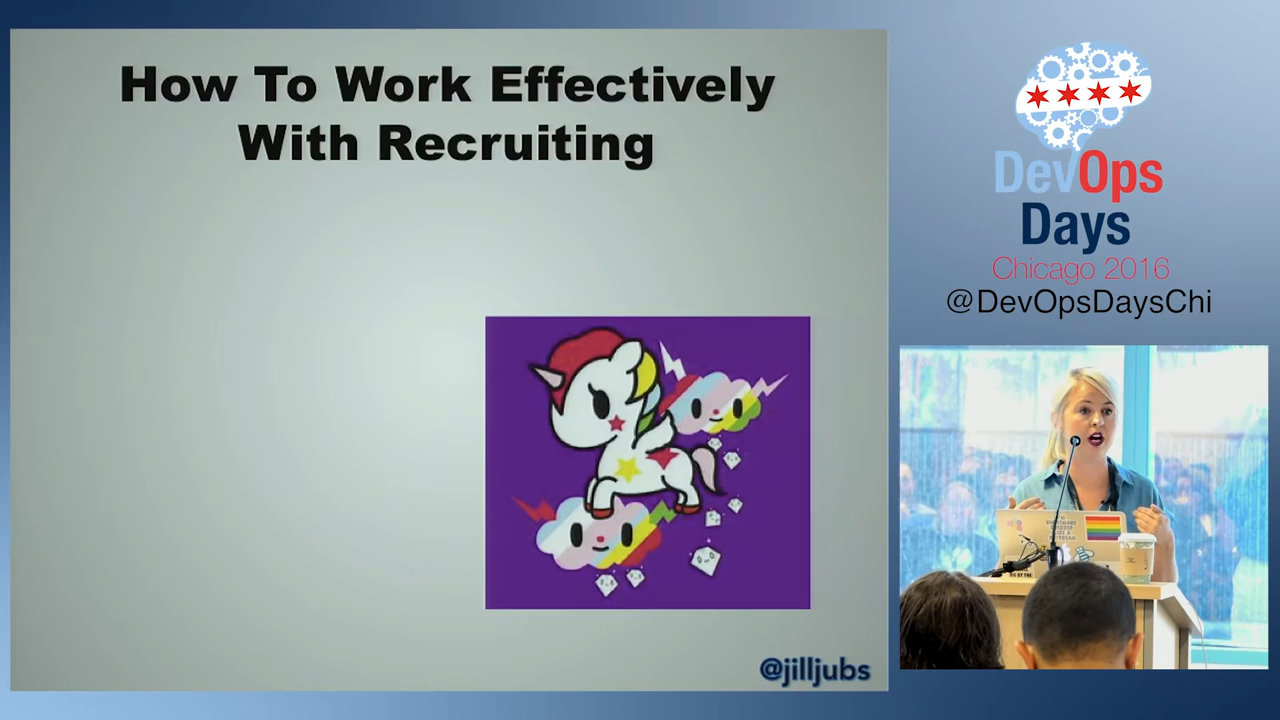 How To Work Effectively
With Recruiting
@jilljubs
DevOps
Days
Chicago 2016
@DevOpsDaysChi